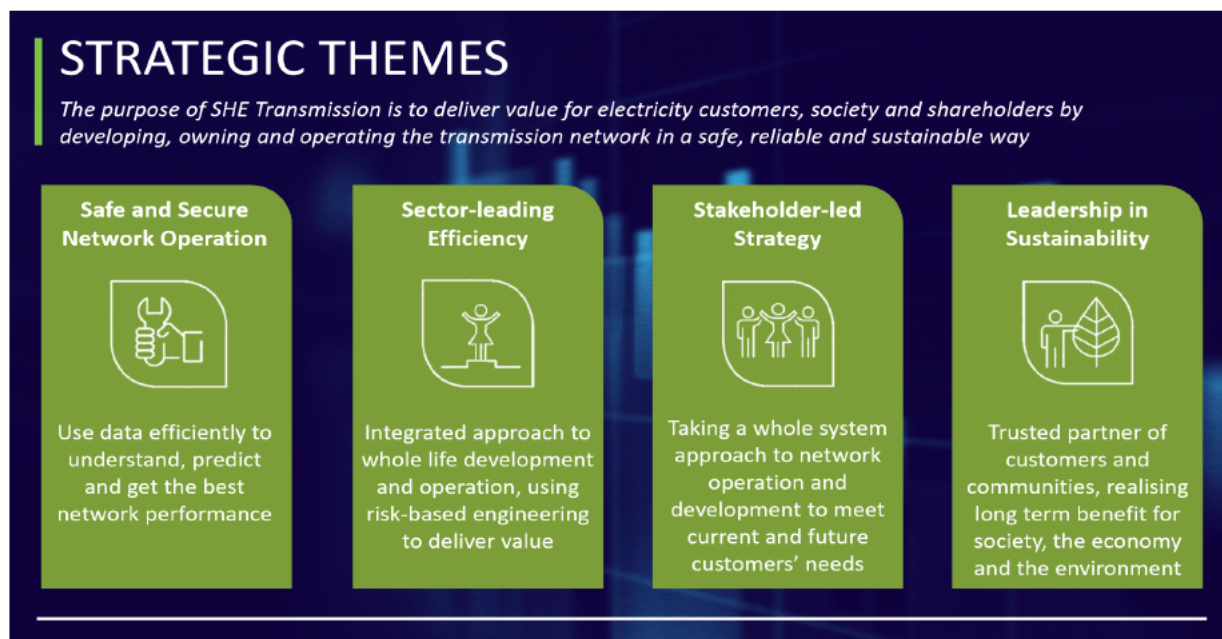 STRATEGIC THEMES
The purpose of SHE Transmission is to deliver value for electricity customers, society and shareholders by
developing, owning and operating the transmission network in a safe, reliable and sustainable way
Safe and Secure
Network Operation
Use data efficiently to
understand, predict
and get the best
network performance
Sector-leading
Efficiency
Integrated approach to
whole life development
and operation, using
risk-based engineering
to deliver value
Stakeholder-led
Strategy
Taking a whole system
approach to network
operation and
development to meet
current and future
customers’ needs
Leadership in
Sustainability
Trusted partner of
customers and
communities, realising
long term benefit for
society, the economy
and the environment